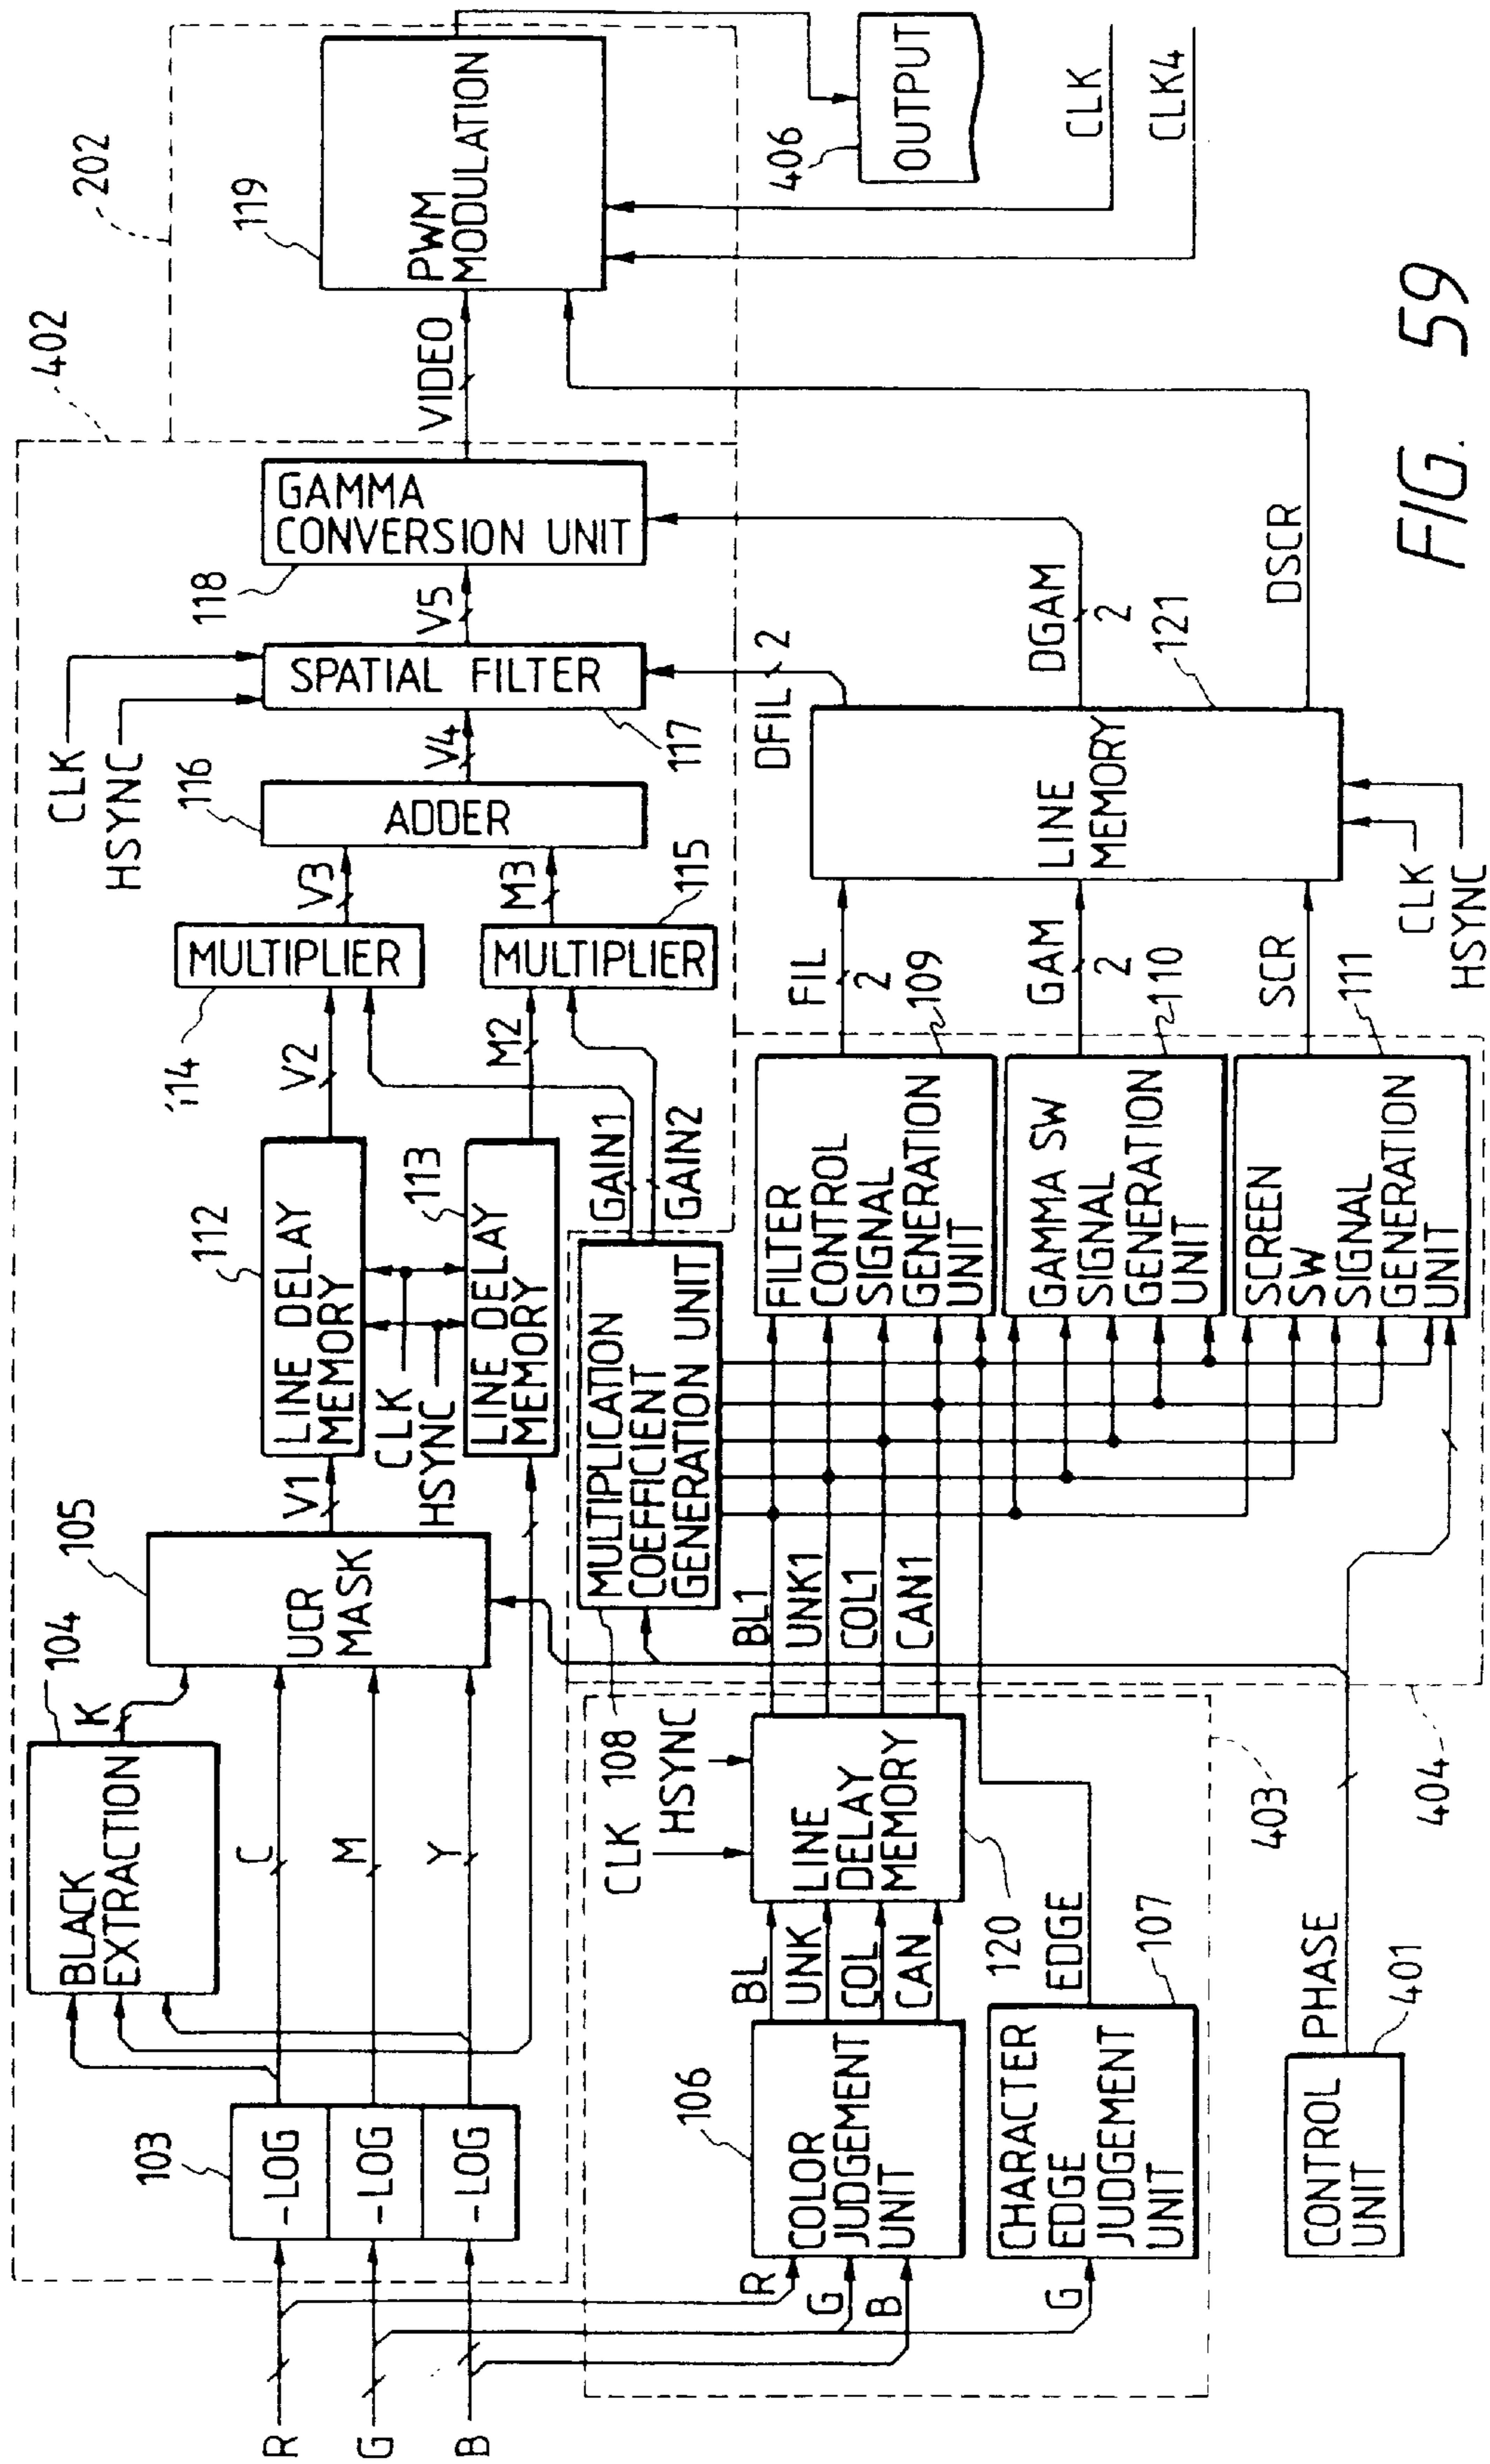 202
402
119
PWM
MODULATION
VIDEO
406
OUTPUT
CLK
CLK4
GAMMA
CONVERSION UNIT
118
V5
CLK
HSYNC
SPATIAL FILTER
117
V4
116
ADDER
V3
M3
115
MULTIPLIER
MULTIPLIER
114
V2
M2
112
LINE DELAY
MEMORY
CLK
HSYNC
113
LINE DELAY
MEMORY
V1
105
UCR
MASK
104
BLACK
EXTRACTION
K
C
M
Y
103
-LOG
-LOG
-LOG
R
G
B
GAIN1
GAIN2
MULTIPLICATION
COEFFICIENT
GENERATION UNIT
108
DFIL
2
DGAM
2
121
DSCR
LINE
MEMORY
CLK
HSYNC
FIL
2
109
GAM
2
110
SCR
111
FILTER
CONTROL
SIGNAL
GENERATION
UNIT
GAMMA SW
SIGNAL
GENERATION
UNIT
SCREEN
SW
SIGNAL
GENERATION
UNIT
BL1
UNK1
COL1
CAN1
CLK
HSYNC
LINE
DELAY
MEMORY
120
BL
UNK
COL
CAN
106
COLOR
JUDGEMENT
UNIT
R
G
B
EDGE
107
CHARACTER
EDGE
JUDGEMENT
UNIT
G
403
404
PHASE
401
CONTROL
UNIT
FIG. 59